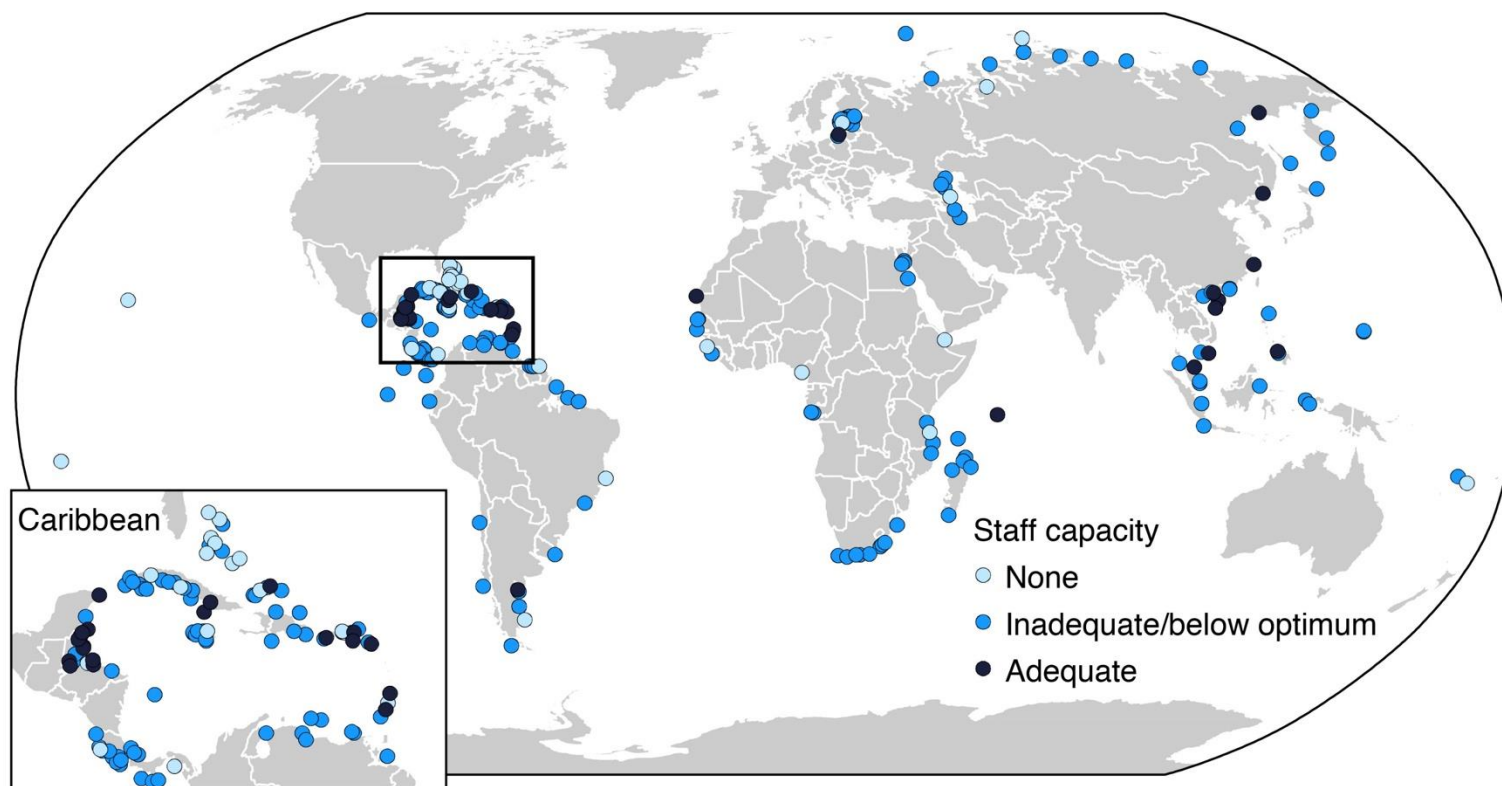 Caribbean
Staff capacity
None
Inadequate/below optimum
Adequate